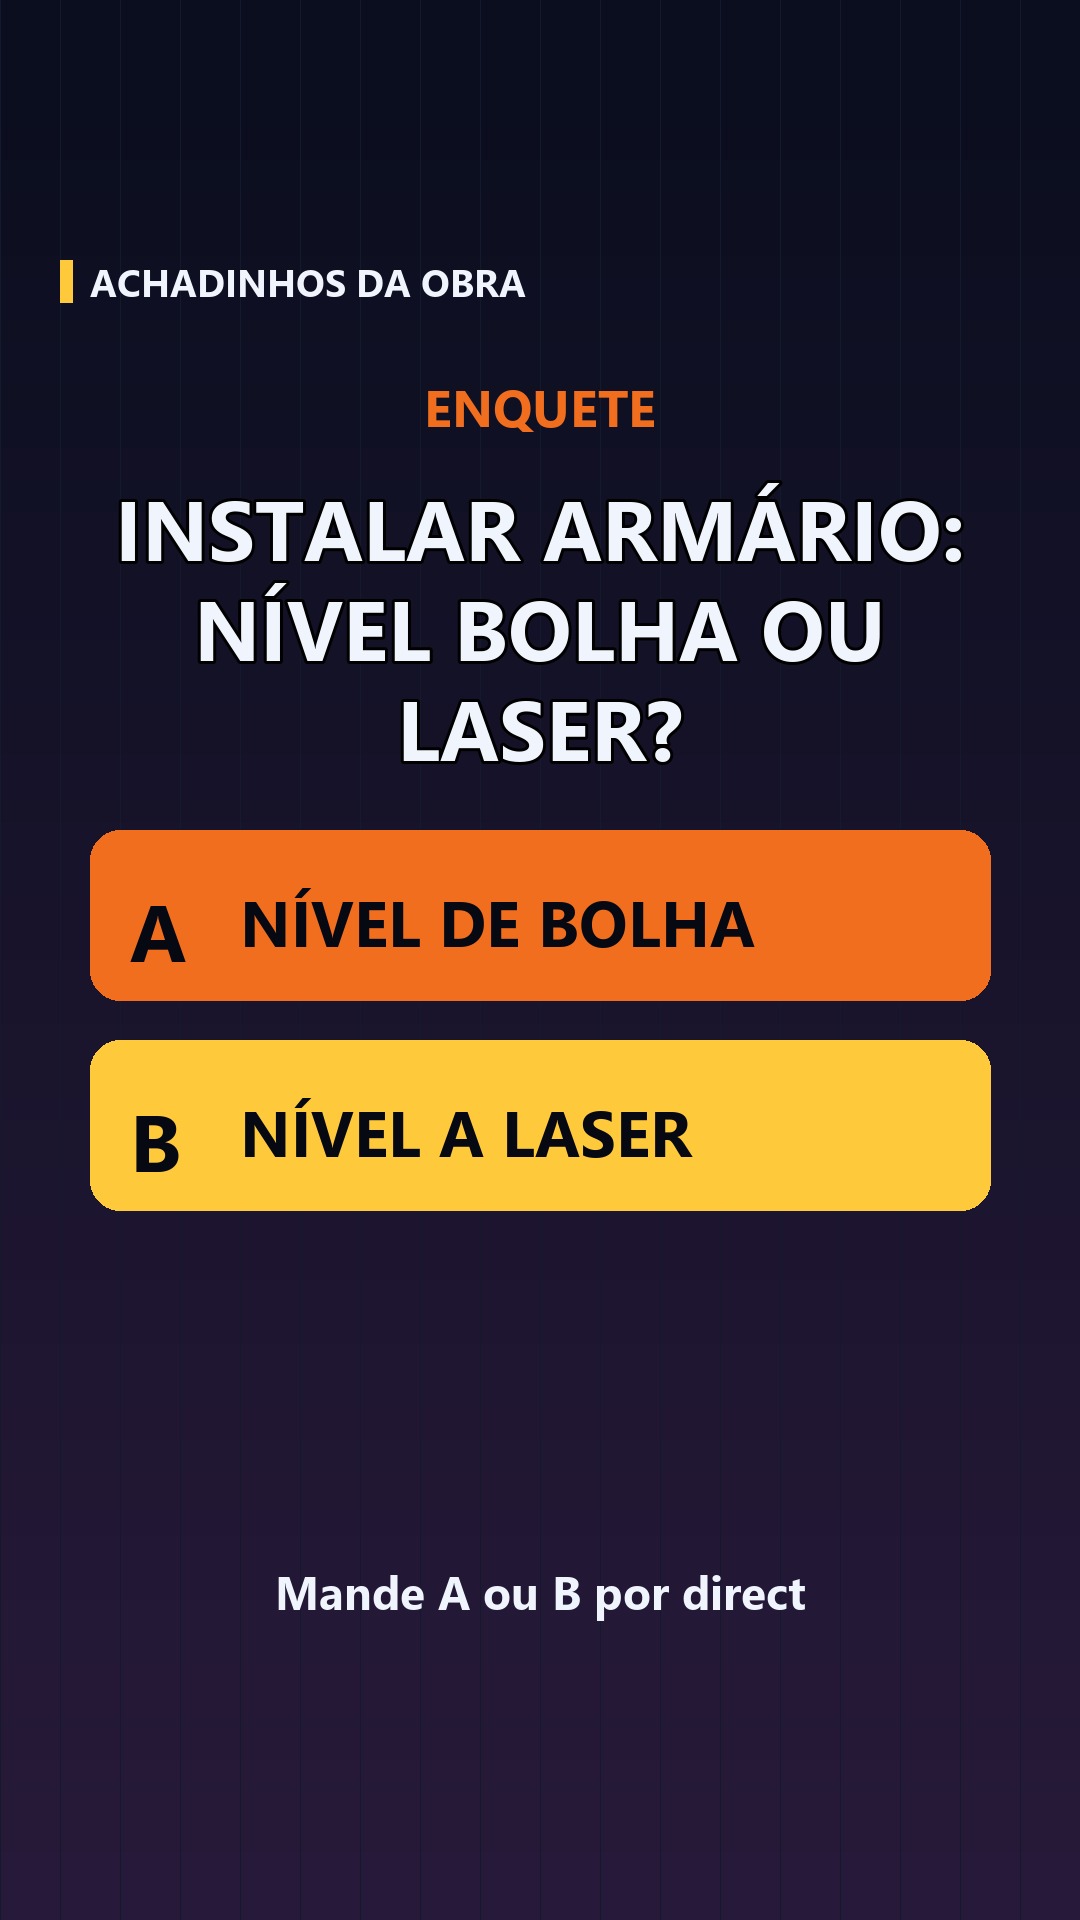 ACHADINHOS DA OBRA
ENQUETE
INSTALAR ARMÁRIO:
NÍVEL BOLHA OU
LASER?
A NÍVEL DE BOLHA
B NÍVEL A LASER
Mande A ou B por direct